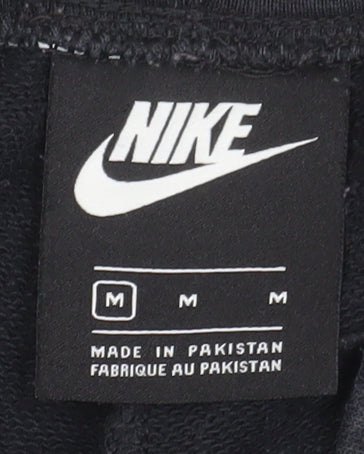 NIKE
M M M
MADE IN PAKISTAN
FABRIQUE AU PAKISTAN